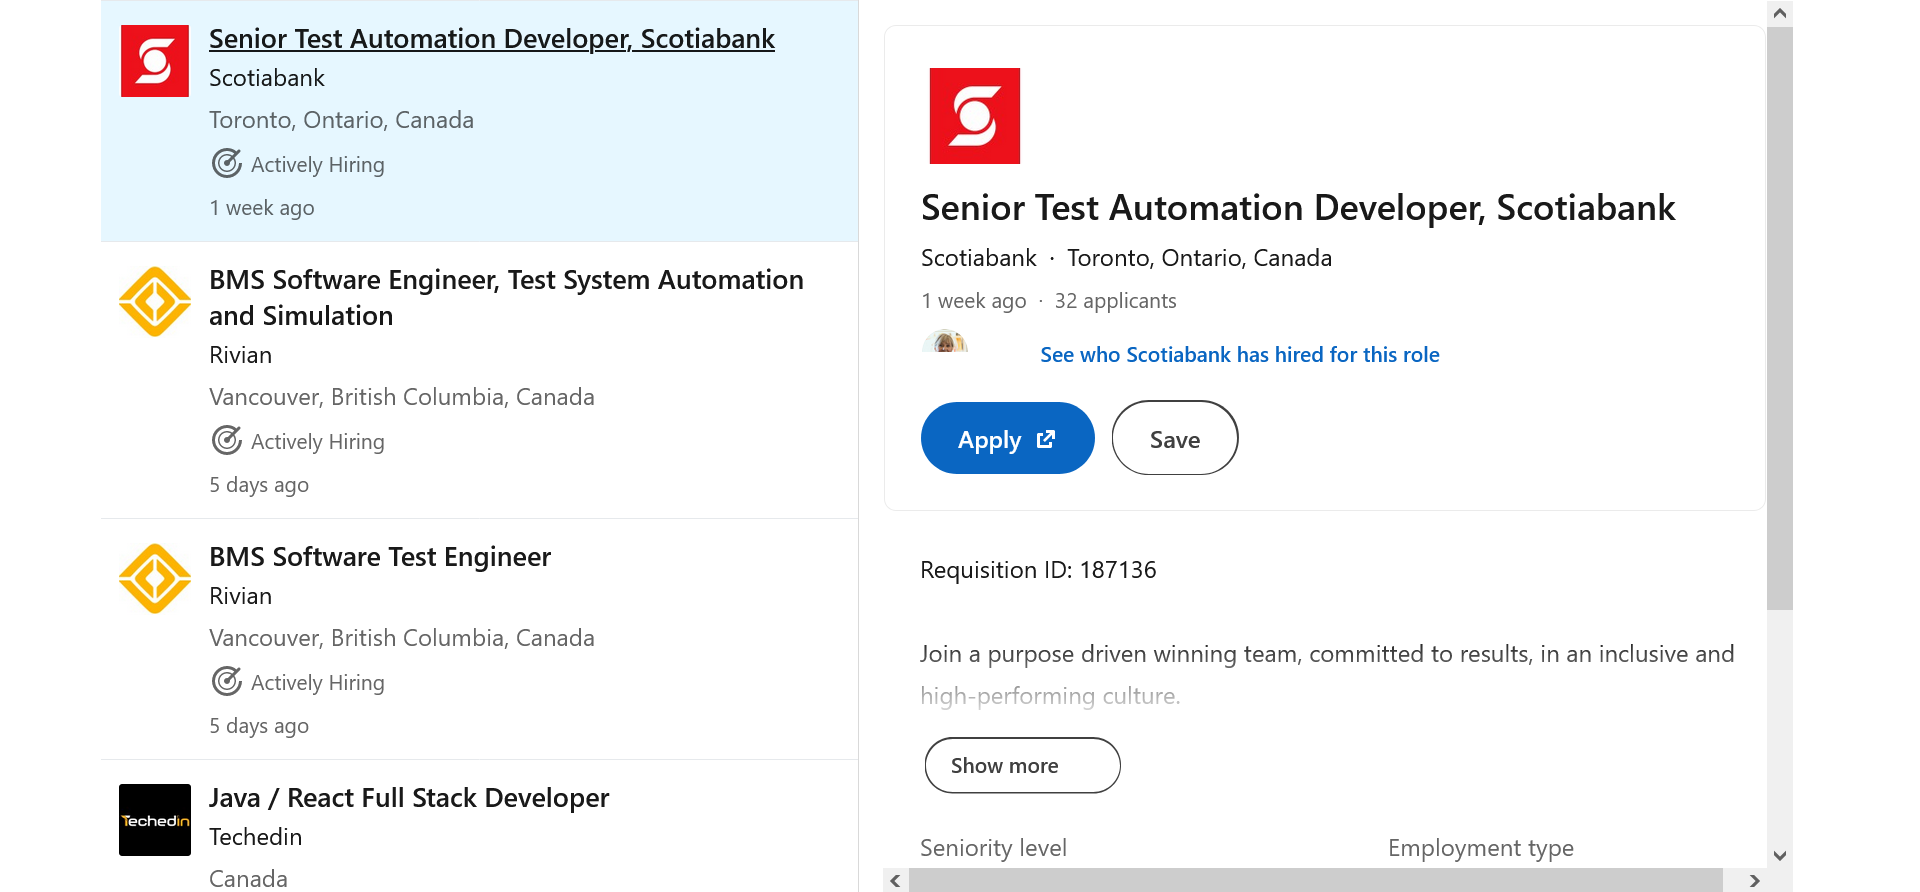 Senior Test Automation Developer, Scotiabank
Scotiabank
Toronto, Ontario, Canada
Actively Hiring
1 week ago
BMS Software Engineer, Test System Automation
and Simulation
Rivian
Vancouver, British Columbia, Canada
Actively Hiring
5 days ago
BMS Software Test Engineer
Rivian
Vancouver, British Columbia, Canada
Actively Hiring
5 days ago
Techedin
Java / React Full Stack Developer
Techedin
Canada
Senior Test Automation Developer, Scotiabank
Scotiabank · Toronto, Ontario, Canada
1 week ago · 32 applicants
See who Scotiabank has hired for this role
Apply
Save
Requisition ID: 187136
Join a purpose driven winning team, committed to results, in an inclusive and
high-performing culture.
Show more
Seniority level
Employment type